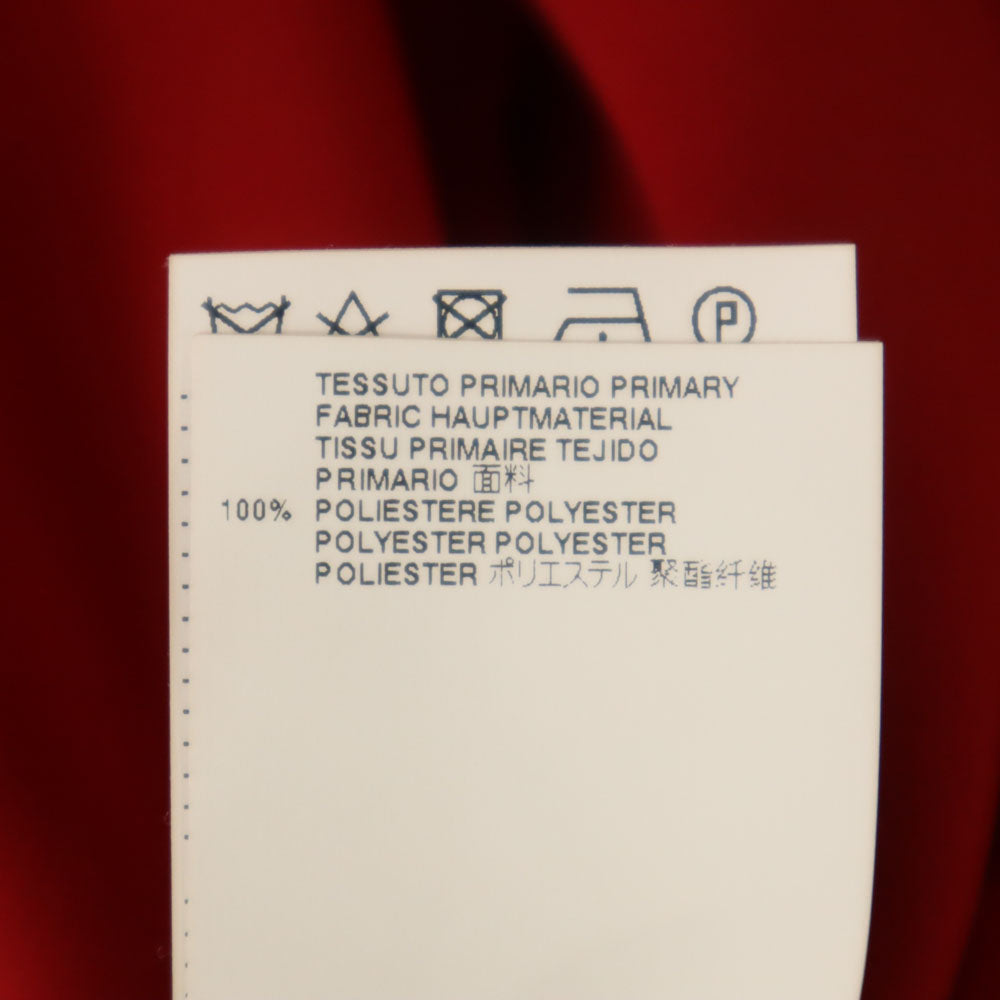 P
TESSUTO PRIMARIO PRIMARY
FABRIC HAUPTMATERIAL
TISSU PRIMAIRE TEJIDO
PRIMARIO 面料
100% POLIESTERE POLYESTER
POLYESTER POLYESTER
POLIESTER ポリエステル 聚酯纤维